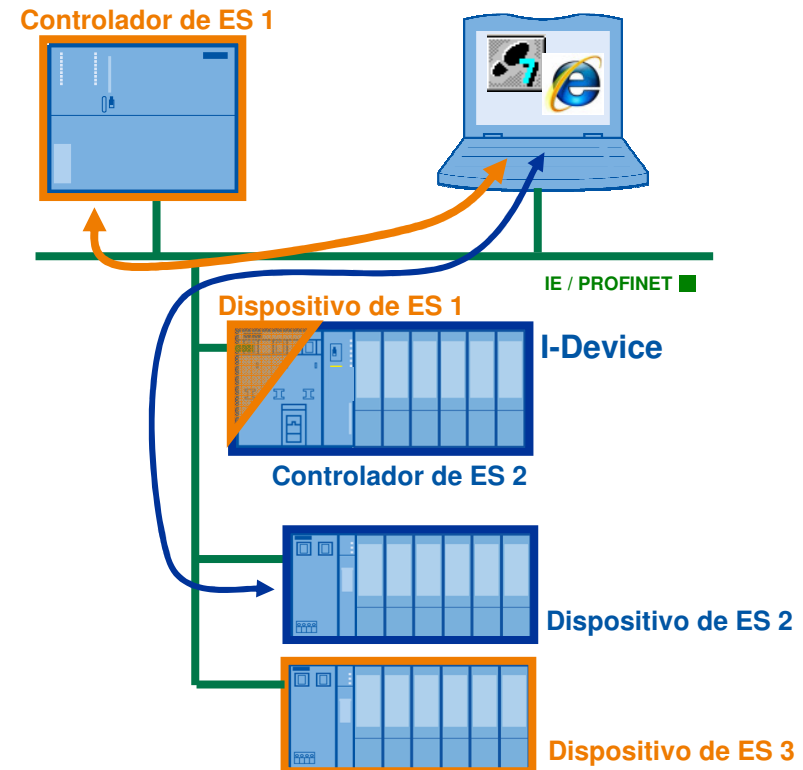 Controlador de ES 1
7
IE / PROFINET
Dispositivo de ES 1
I-Device
Controlador de ES 2
Dispositivo de ES 2
Dispositivo de ES 3